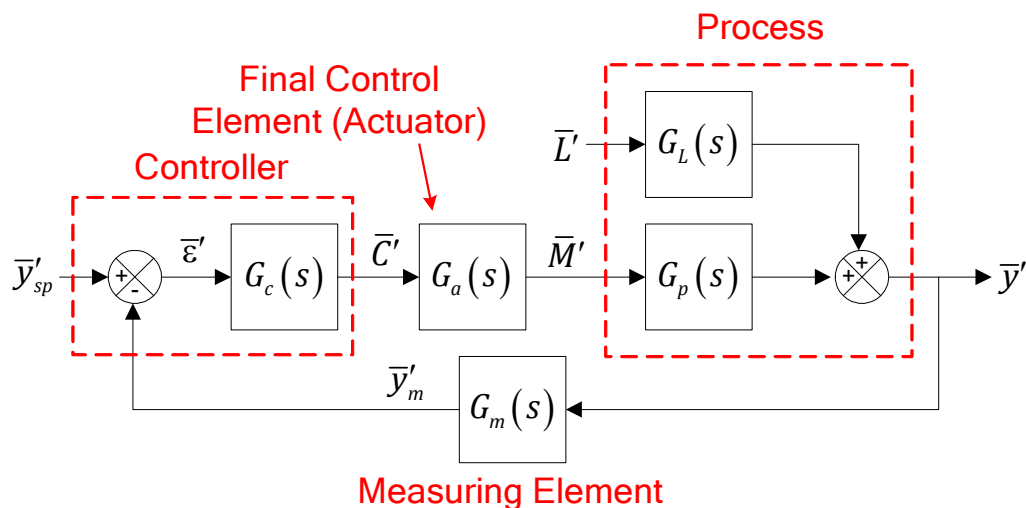 Process
Final Control
Element (Actuator)
Controller
L̅′
G_L(s)
y̅′_sp
+
-
ε̅′
G_c(s)
C̅′
G_a(s)
M̅′
G_p(s)
+
+
y̅′
y̅′_m
G_m(s)
Measuring Element